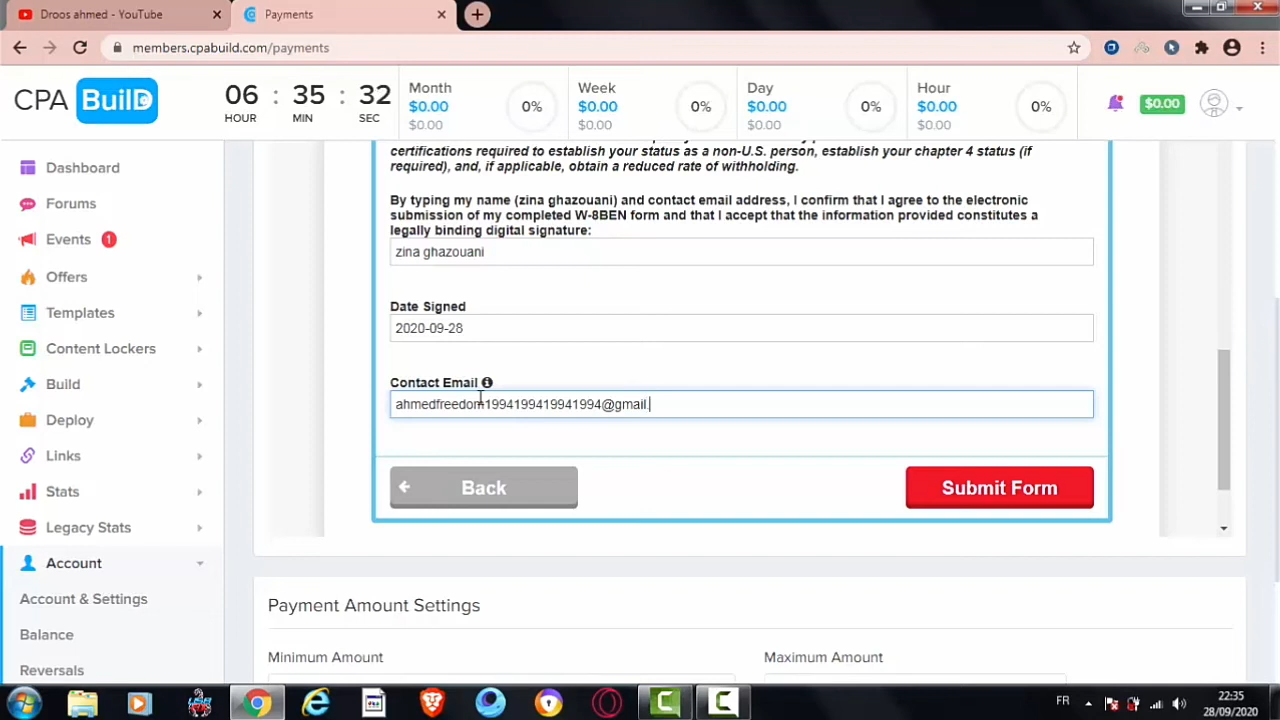 Droos ahmed - YouTube
Payments
members.cpabuild.com/payments
CPA BuilD
06 : 35 : 32
HOUR MIN SEC
Month
$0.00
$0.00
0%
Week
$0.00
$0.00
0%
Day
$0.00
$0.00
0%
Hour
$0.00
$0.00
0%
$0.00
Dashboard
Forums
Events 1
Offers
Templates
Content Lockers
Build
Deploy
Links
Stats
Legacy Stats
Account
Account & Settings
Balance
Reversals
certifications required to establish your status as a non-U.S. person, establish your chapter 4 status (if
required), and, if applicable, obtain a reduced rate of withholding.
By typing my name (zina ghazouani) and contact email address, I confirm that I agree to the electronic
submission of my completed W-8BEN form and that I accept that the information provided constitutes a
legally binding digital signature:
zina ghazouani
Date Signed
2020-09-28
Contact Email
ahmedfreedom1994199419941994@gmail.
Back
Submit Form
Payment Amount Settings
Minimum Amount
Maximum Amount
FR
22:35
28/09/2020